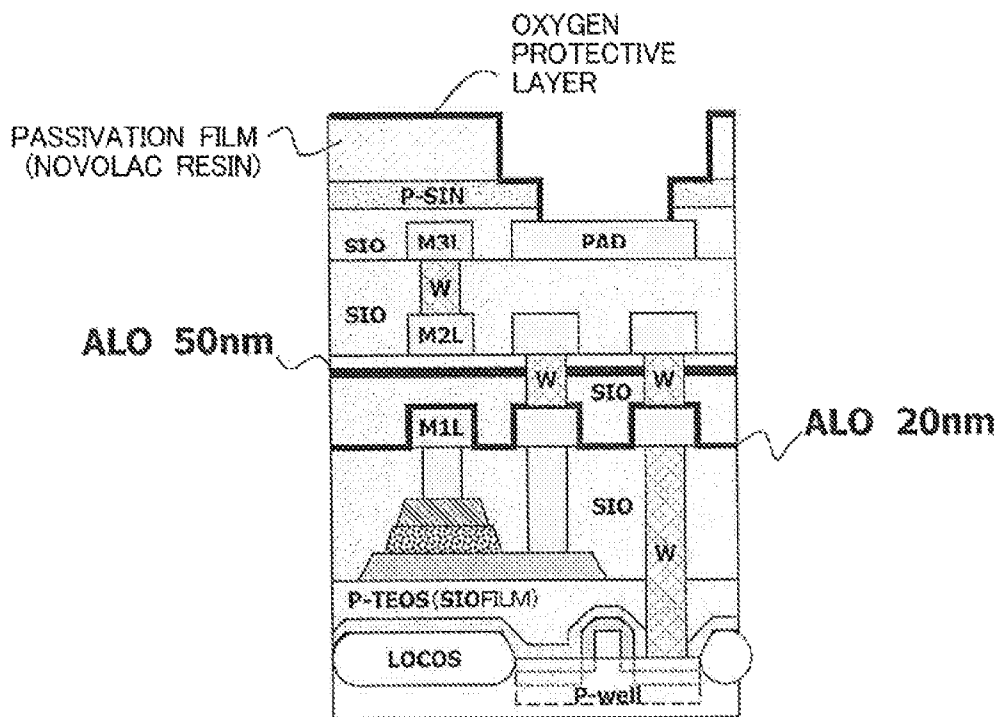 OXYGEN
PROTECTIVE
LAYER
PASSIVATION FILM
(NOVOLAC RESIN)
P-SIN
SIO
M3L
PAD
W
SIO
M2L
ALO 50nm
W
SIO
W
M1L
ALO 20nm
SIO
W
P-TEOS(SIOFILM)
LOCOS
P-well